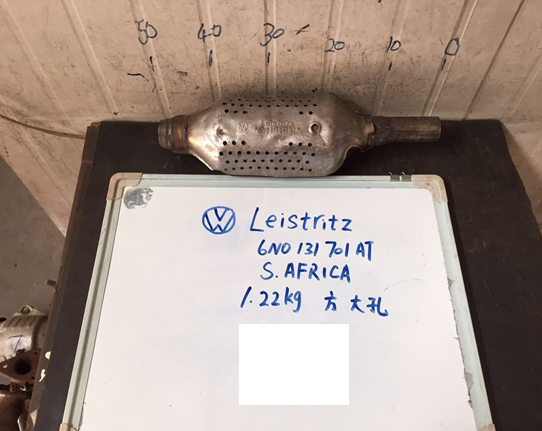 50 40 30 20 10 0
Leistritz
6N0 131 701 AT
S. AFRICA
1.22kg 方 大孔